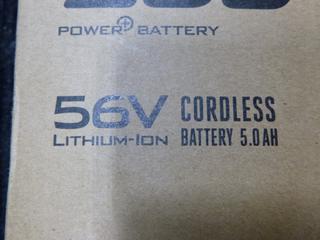 POWER+ BATTERY
56V CORDLESS
LITHIUM-ION BATTERY 5.0AH